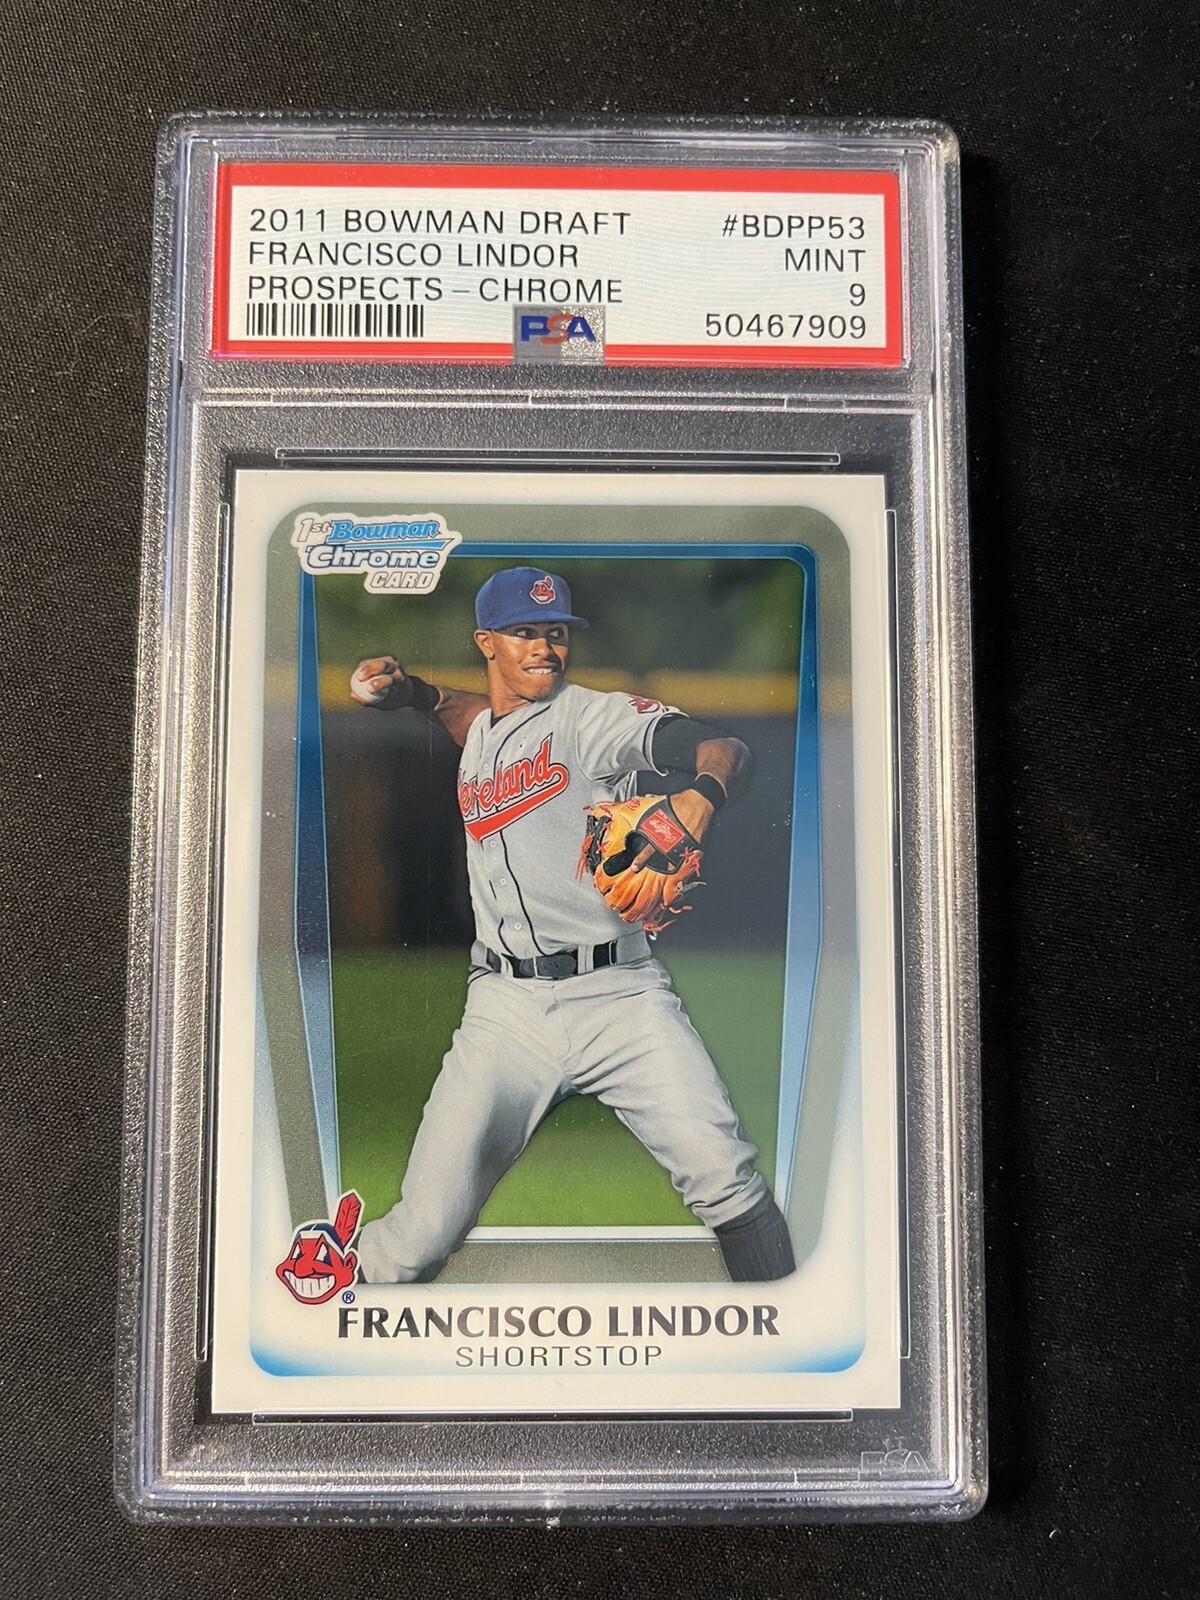 2011 BOWMAN DRAFT #BDPP53
FRANCISCO LINDOR MINT
PROSPECTS - CHROME 9
PSA 50467909
1st Bowman
Chrome
CARD
Cleveland
®
FRANCISCO LINDOR
SHORTSTOP
PSA